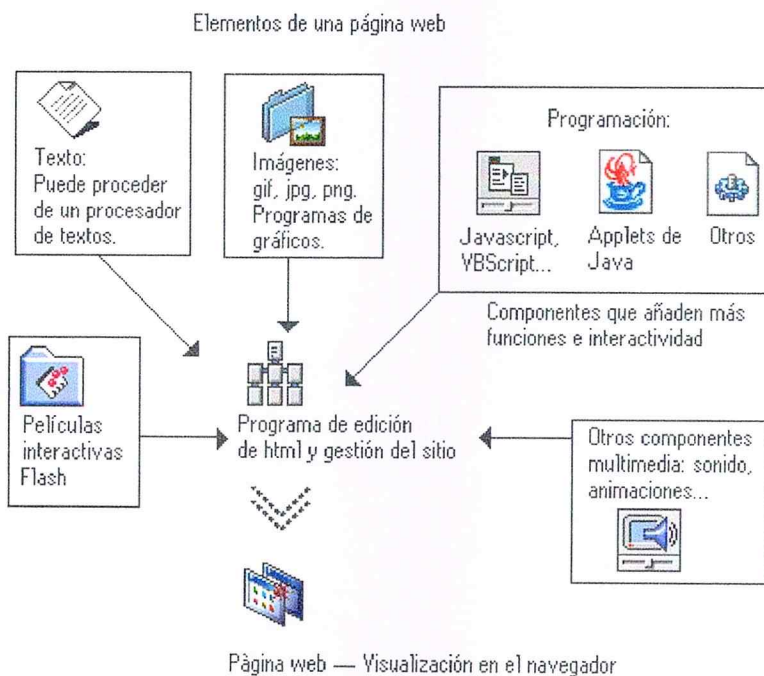 Elementos de una página web
Texto:
Puede proceder
de un procesador
de textos.
Imágenes:
gif, jpg, png.
Programas de
gráficos.
Programación:
Javascript,
VBScript...
Applets de
Java
Otros
Componentes que añaden más
funciones e interactividad
Películas
interactivas
Flash
Programa de edición
de html y gestión del sitio
Otros componentes
multimedia: sonido,
animaciones...
Pàgina web — Visualización en el navegador